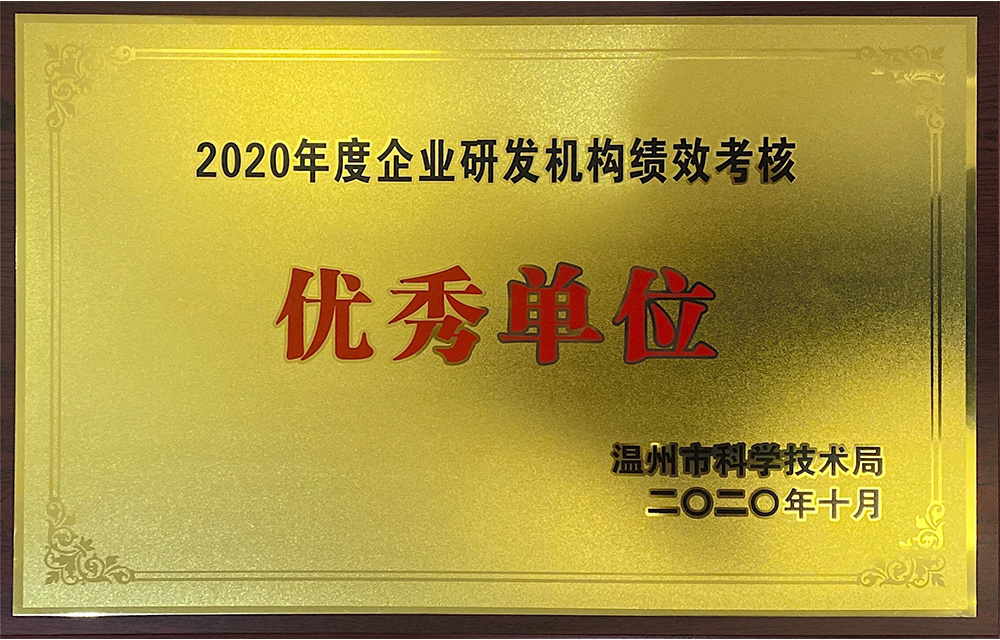 2020年度企业研发机构绩效考核
优秀单位
温州市科学技术局
二〇二〇年十月